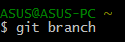 ASUS@ASUS-PC ~
$ git branch